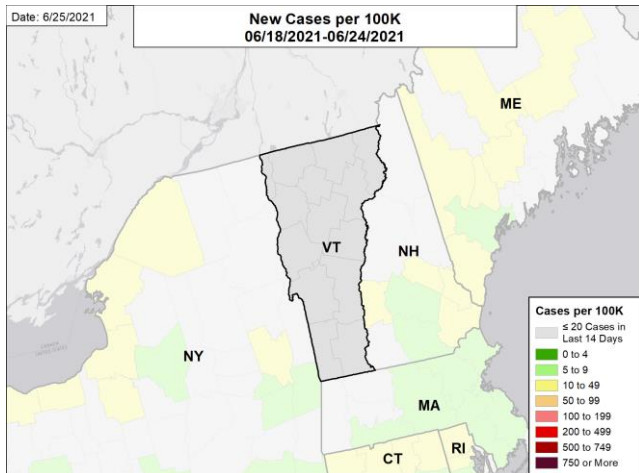 Date: 6/25/2021
New Cases per 100K
06/18/2021-06/24/2021
ME
VT
NH
NY
MA
CT
RI
Cases per 100K
≤ 20 Cases in
Last 14 Days
0 to 4
5 to 9
10 to 49
50 to 99
100 to 199
200 to 499
500 to 749
750 or More